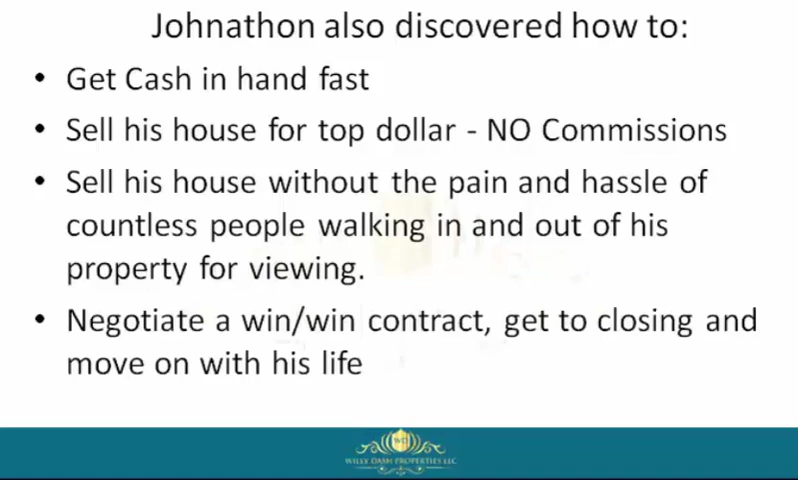 Johnathon also discovered how to:
• Get Cash in hand fast
• Sell his house for top dollar - NO Commissions
• Sell his house without the pain and hassle of
countless people walking in and out of his
property for viewing.
• Negotiate a win/win contract, get to closing and
move on with his life
WD
WILLY DASH PROPERTIES LLC